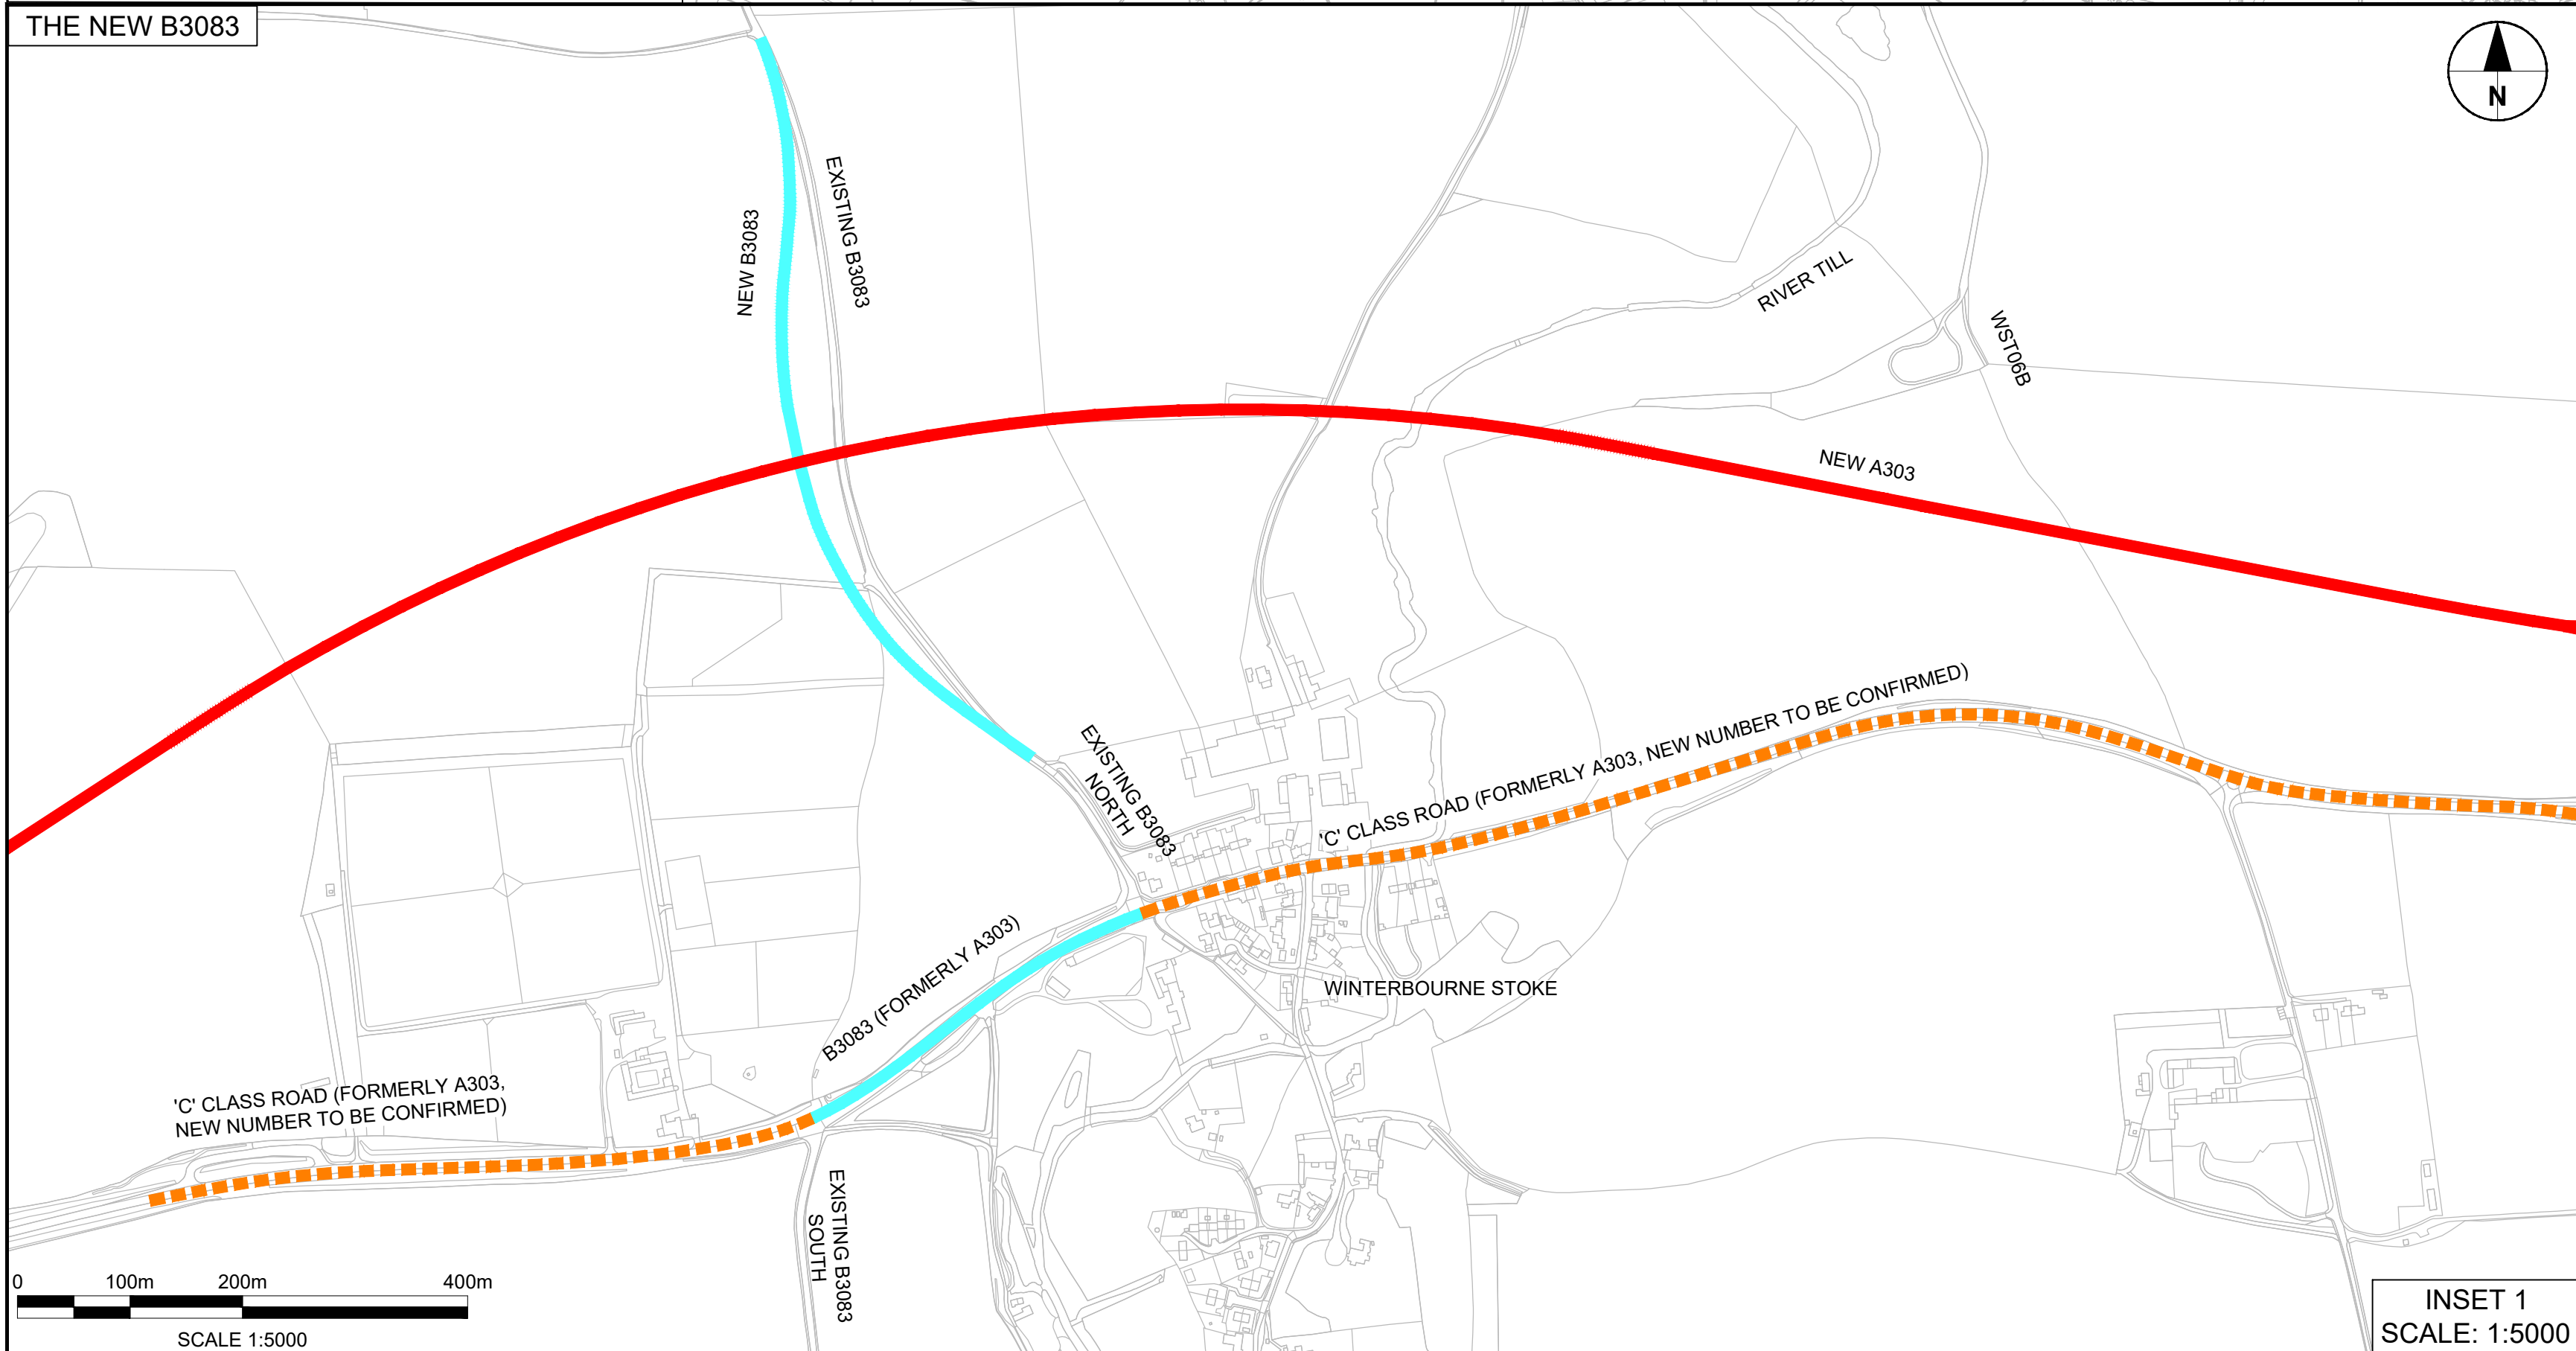 THE NEW B3083
N
NEW B3083
EXISTING B3083
RIVER TILL
WST06B
NEW A303
EXISTING B3083
NORTH
'C' CLASS ROAD (FORMERLY A303, NEW NUMBER TO BE CONFIRMED)
B3083 (FORMERLY A303)
WINTERBOURNE STOKE
'C' CLASS ROAD (FORMERLY A303,
NEW NUMBER TO BE CONFIRMED)
EXISTING B3083
SOUTH
0 100m 200m 400m
SCALE 1:5000
INSET 1
SCALE: 1:5000